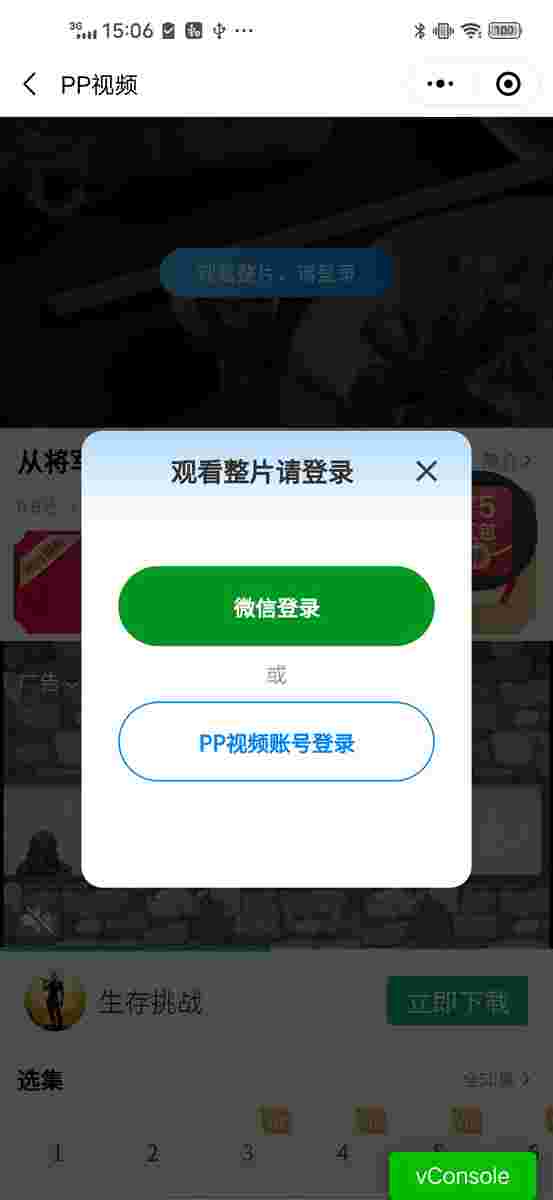 3G 15:06 100
PP视频
观看整片，请登录
从将军
观看整片请登录
5
微信登录
或
PP视频账号登录
广告
生存挑战
立即下载
选集
1 2 3 4 5 6
vConsole